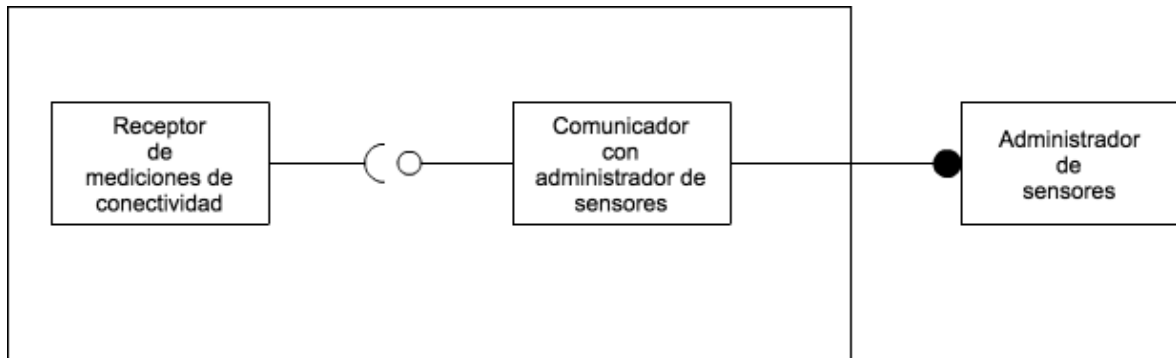 Receptor
de
mediciones de
conectividad
Comunicador
con
administrador de
sensores
Administrador
de
sensores